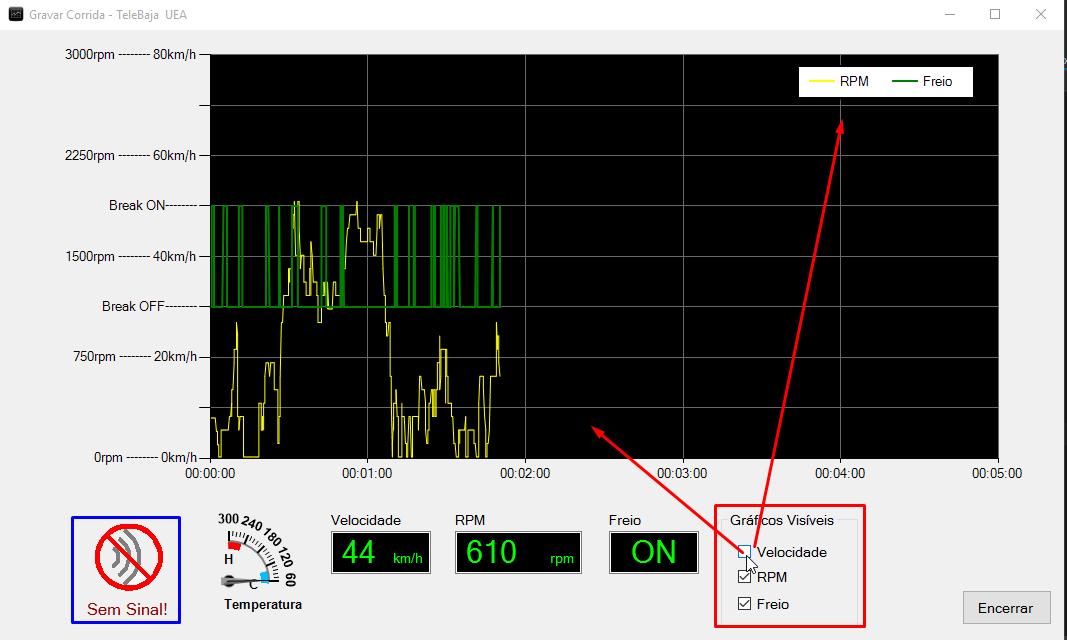 Gravar Corrida - TeleBaja  UEA
3000rpm -------- 80km/h
RPM
Freio
2250rpm -------- 60km/h
Break ON--------
1500rpm -------- 40km/h
Break OFF--------
750rpm -------- 20km/h
0rpm -------- 0km/h
00:00:00
00:01:00
00:02:00
00:03:00
00:04:00
00:05:00
Sem Sinal!
300 240 180 120 60
H
C
Temperatura
Velocidade
44 km/h
RPM
610 rpm
Freio
ON
Gráficos Visíveis
Velocidade
RPM
Freio
Encerrar